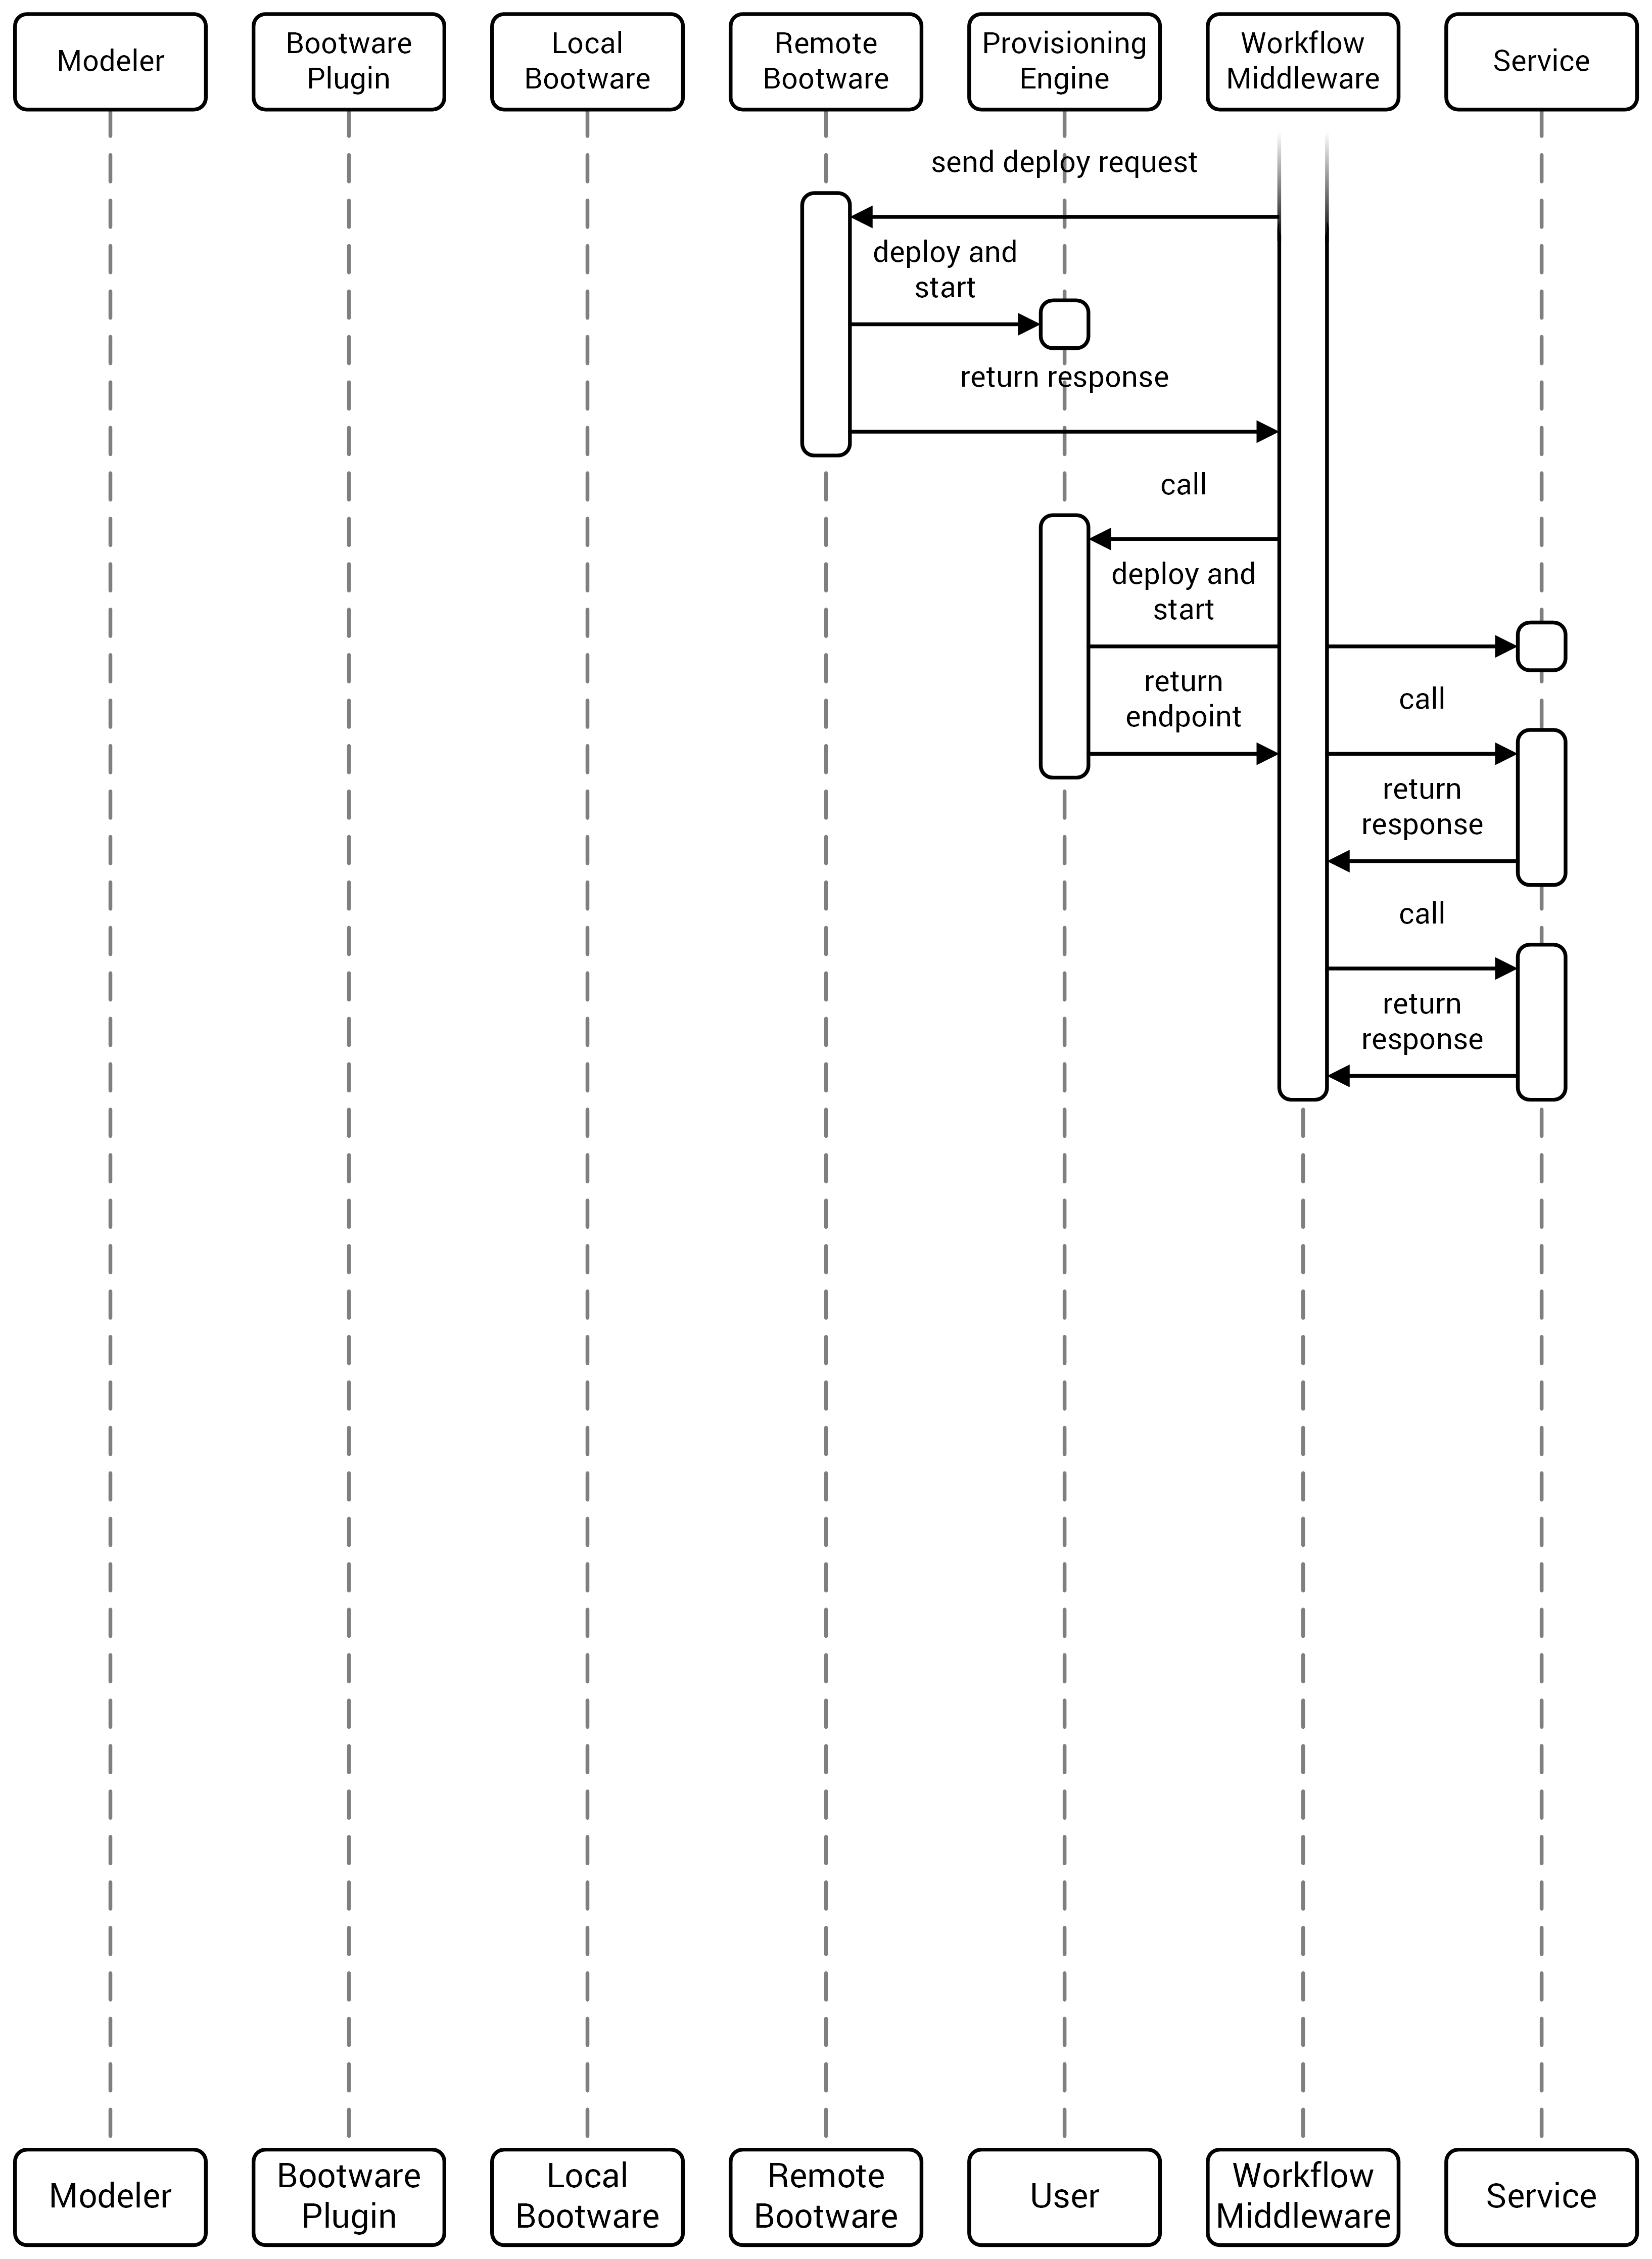 Modeler
Bootware
Plugin
Local
Bootware
Remote
Bootware
Provisioning
Engine
Workflow
Middleware
Service
send deploy request
deploy and
start
return response
call
deploy and
start
return
endpoint
call
return
response
call
return
response
Modeler
Bootware
Plugin
Local
Bootware
Remote
Bootware
User
Workflow
Middleware
Service